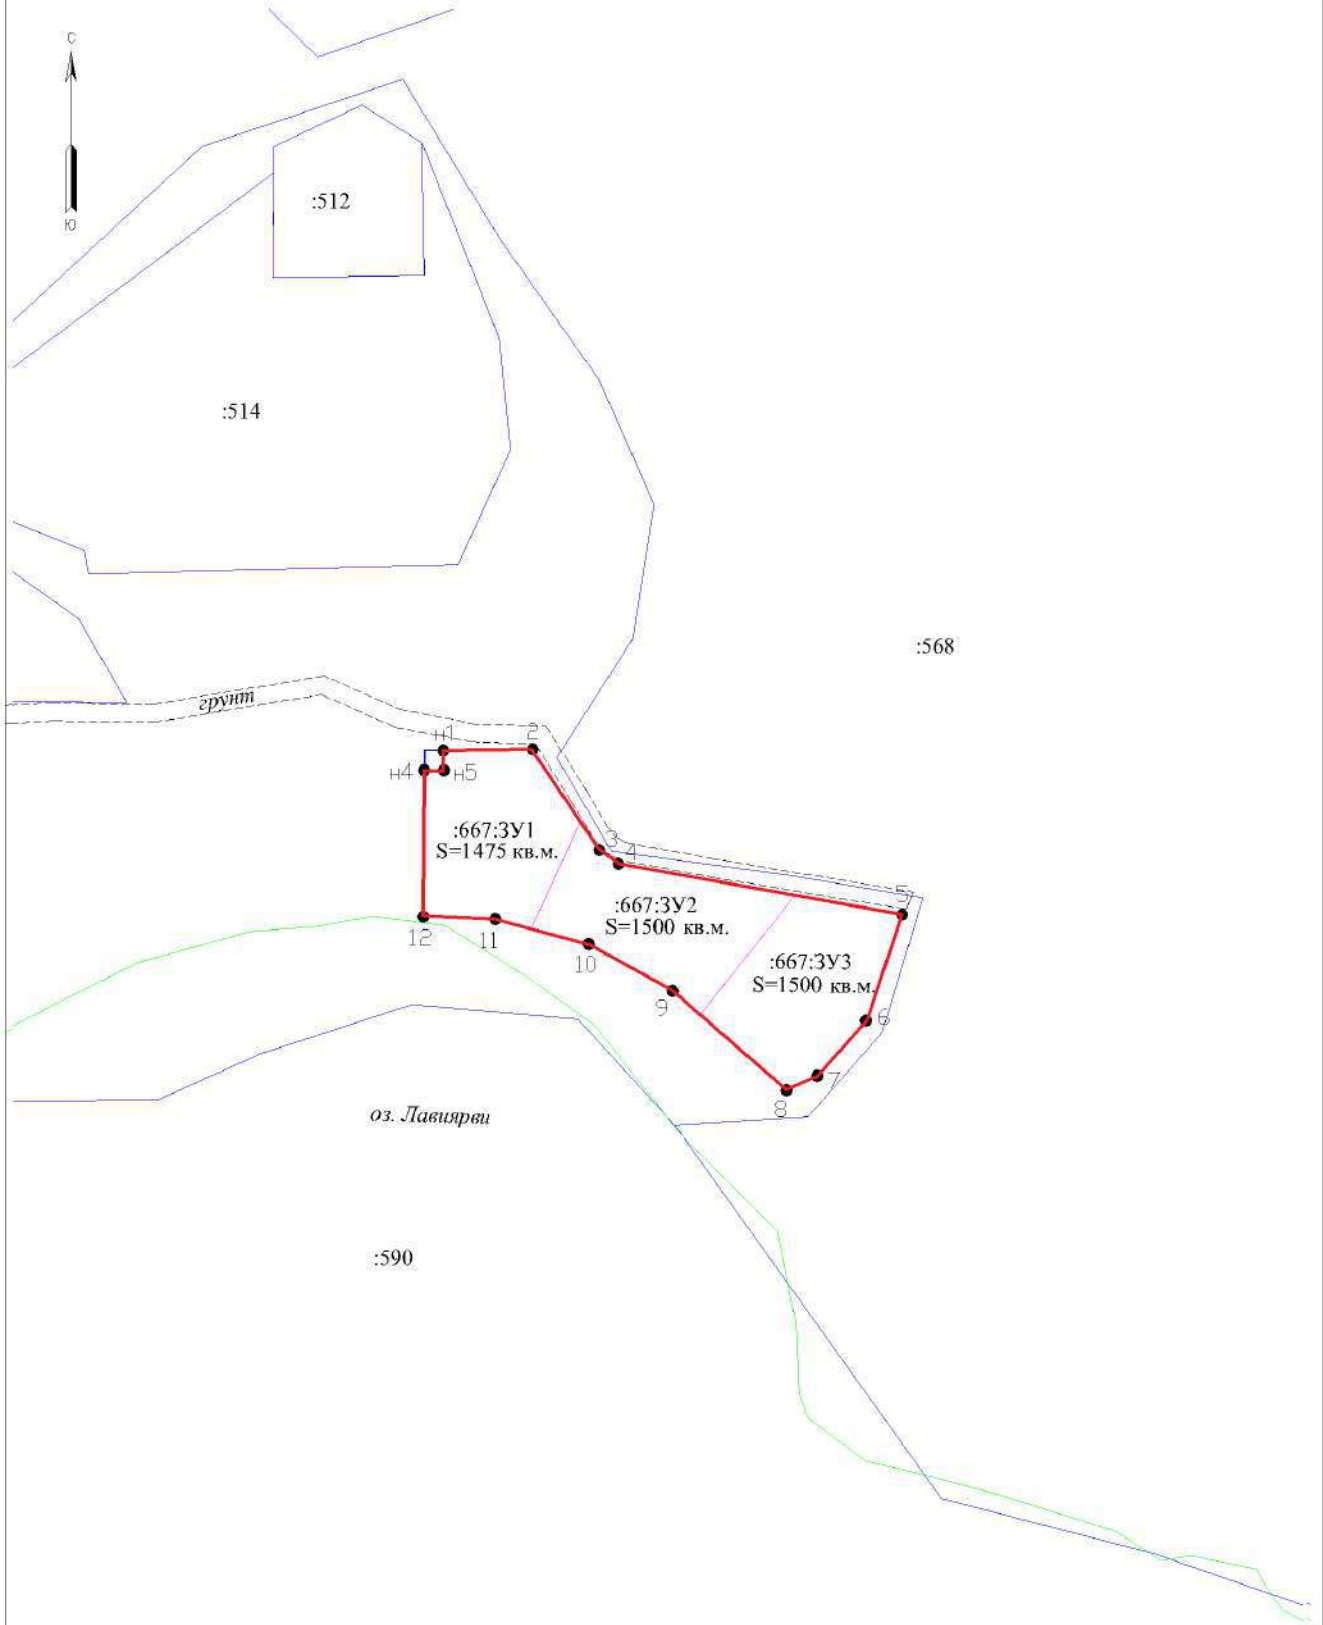 С
Ю
:512
:514
:568
грунт
н1
2
н4
н5
:667:ЗУ1
S=1475 кв.м.
3
4
5
:667:ЗУ2
S=1500 кв.м.
12
11
10
:667:ЗУ3
S=1500 кв.м.
9
6
7
8
оз. Лавиярви
:590